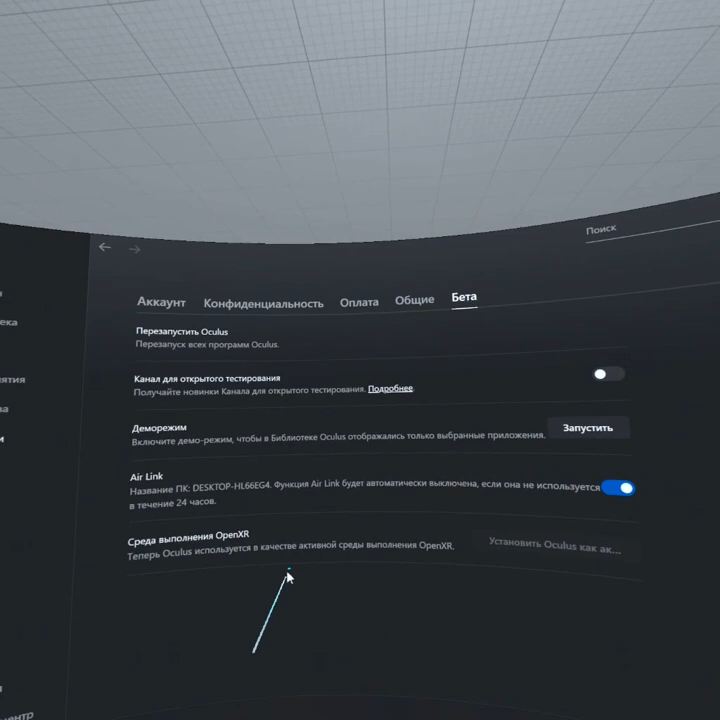 Поиск
Аккаунт Конфиденциальность Оплата Общие Бета
Перезапустить Oculus
Перезапуск всех программ Oculus.
Канал для открытого тестирования
Получайте новинки Канала для открытого тестирования. Подробнее.
Деморежим
Включите демо-режим, чтобы в Библиотеке Oculus отображались только выбранные приложения.
Запустить
Air Link
Название ПК: DESKTOP-HL66EG4. Функция Air Link будет автоматически выключена, если она не используется
в течение 24 часов.
Среда выполнения OpenXR
Теперь Oculus используется в качестве активной среды выполнения OpenXR.
Установить Oculus как ак...